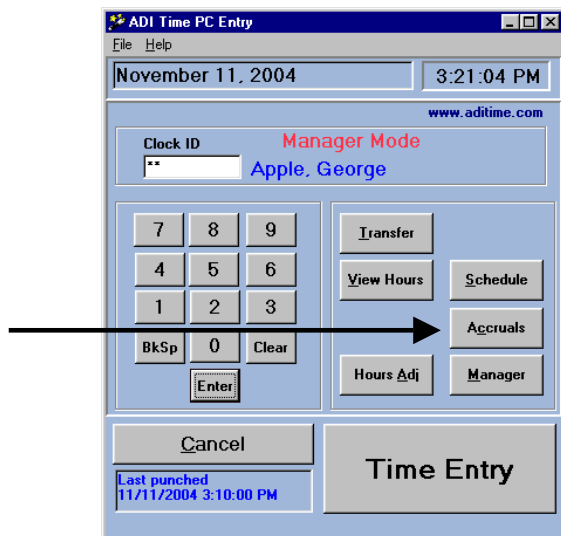 ADI Time PC Entry
File Help
November 11, 2004 3:21:04 PM
www.aditime.com
Clock ID Manager Mode
** Apple, George
7 8 9
4 5 6
1 2 3
BkSp 0 Clear
Enter
Transfer
View Hours Schedule
Accruals
Hours Adj Manager
Cancel
Time Entry
Last punched
11/11/2004 3:10:00 PM